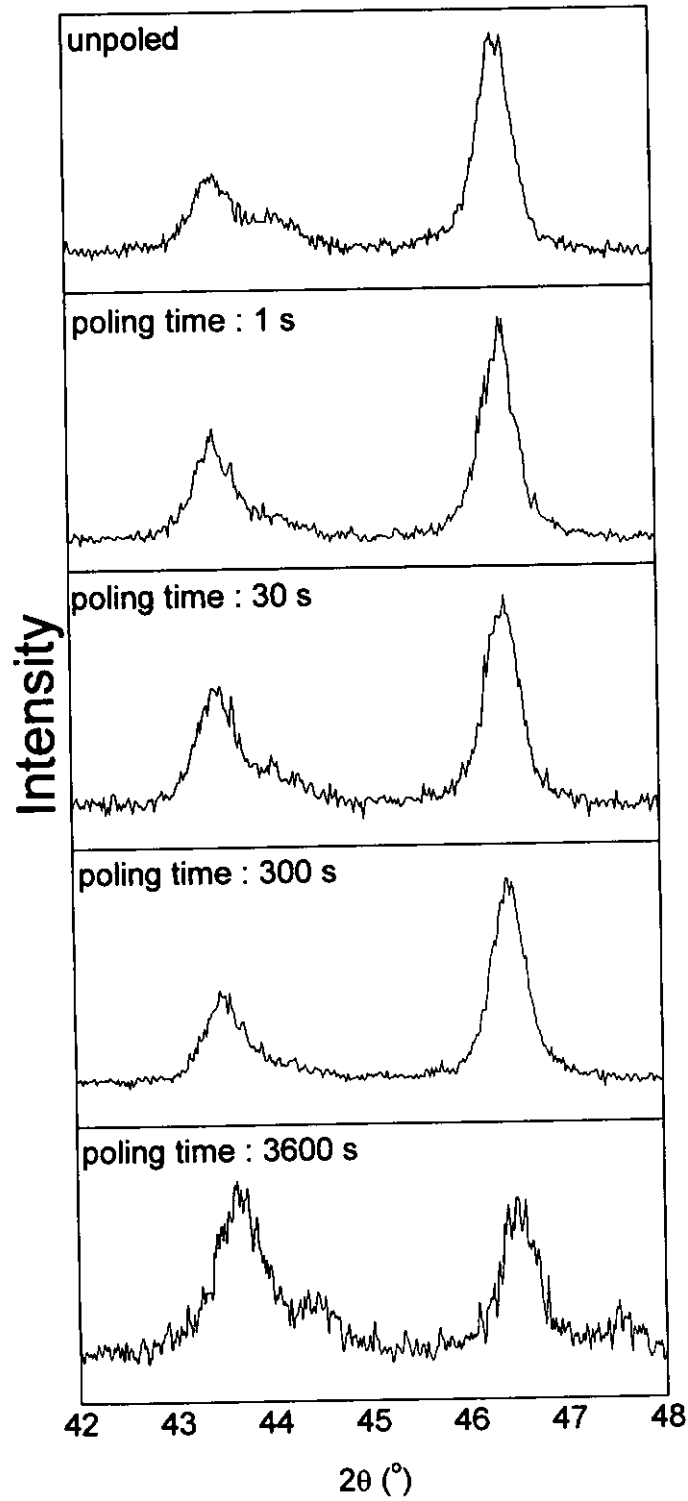 unpoled
poling time : 1 s
poling time : 30 s
poling time : 300 s
poling time : 3600 s
Intensity
42 43 44 45 46 47 48
2θ (°)